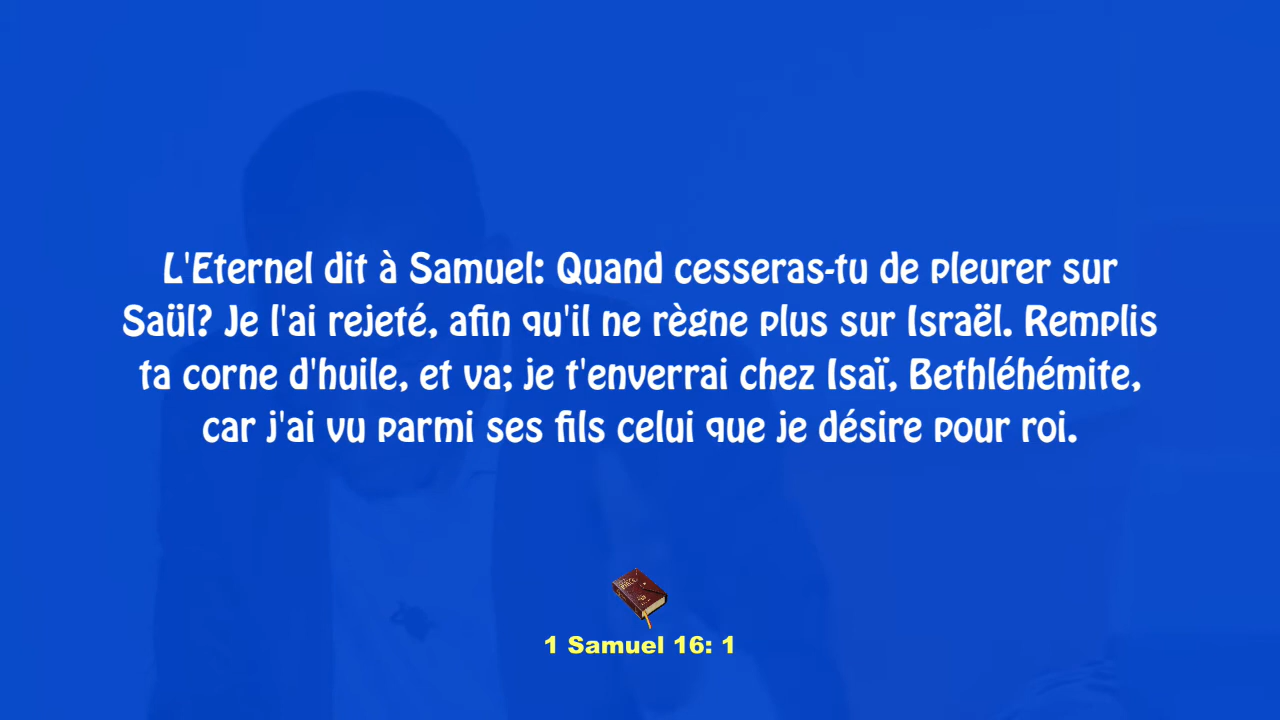 L'Eternel dit à Samuel: Quand cesseras-tu de pleurer sur
Saül? Je l'ai rejeté, afin qu'il ne règne plus sur Israël. Remplis
ta corne d'huile, et va; je t'enverrai chez Isaï, Bethléhémite,
car j'ai vu parmi ses fils celui que je désire pour roi.
1 Samuel 16: 1